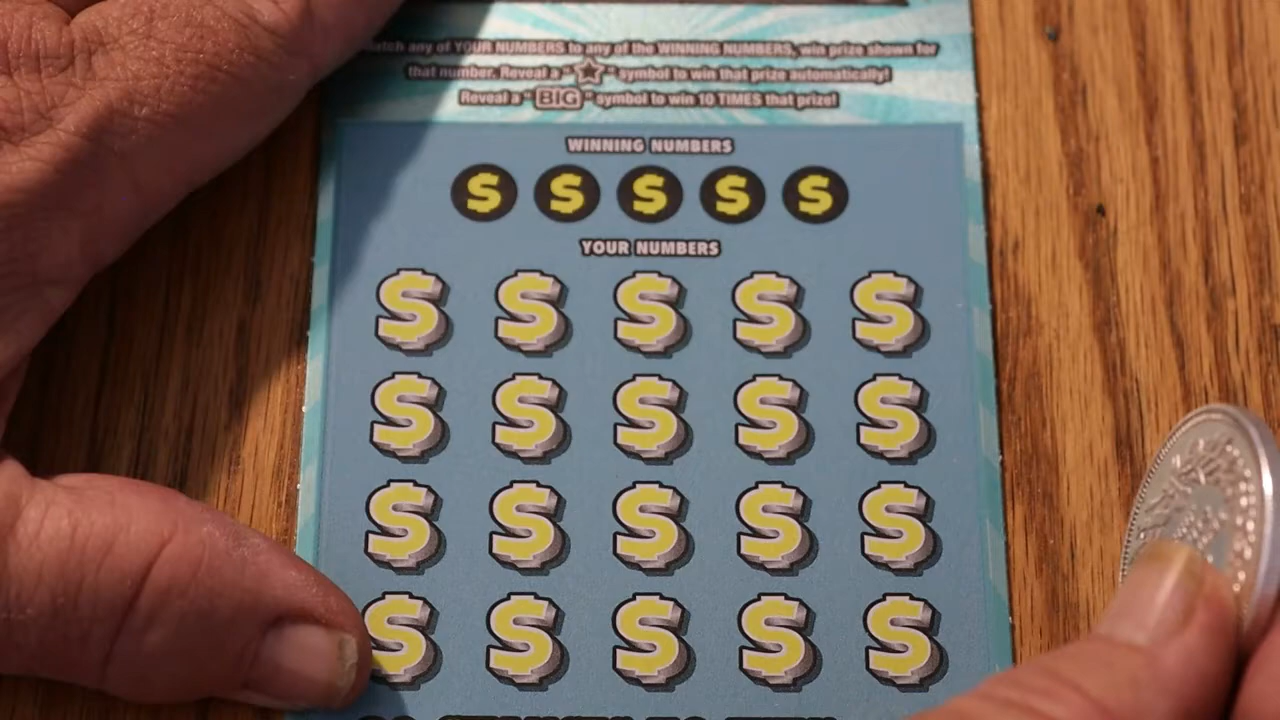 any of YOUR NUMBERS to any of the WINNING NUMBERS, win prize shown for
that number. Reveal a "☆" symbol to win that prize automatically!
Reveal a "BIG" symbol to win 10 TIMES that prize!
WINNING NUMBERS
$ $ $ $ $
YOUR NUMBERS
$ $ $ $ $
$ $ $ $ $
$ $ $ $ $
$ $ $ $ $